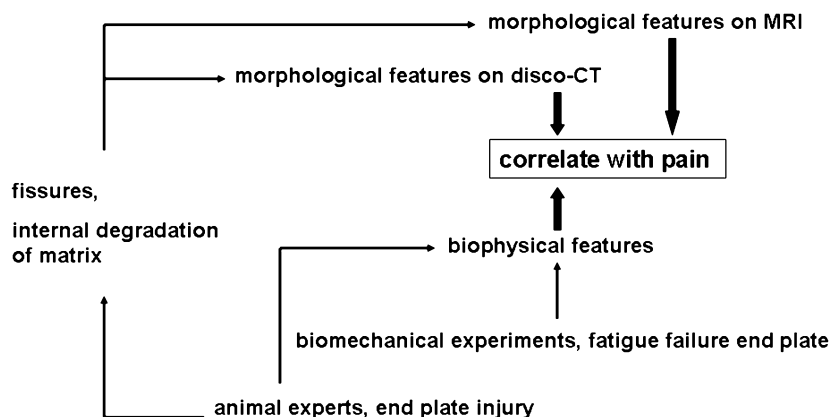 morphological features on MRI
morphological features on disco-CT
correlate with pain
fissures,
internal degradation
of matrix
biophysical features
biomechanical experiments, fatigue failure end plate
animal experts, end plate injury